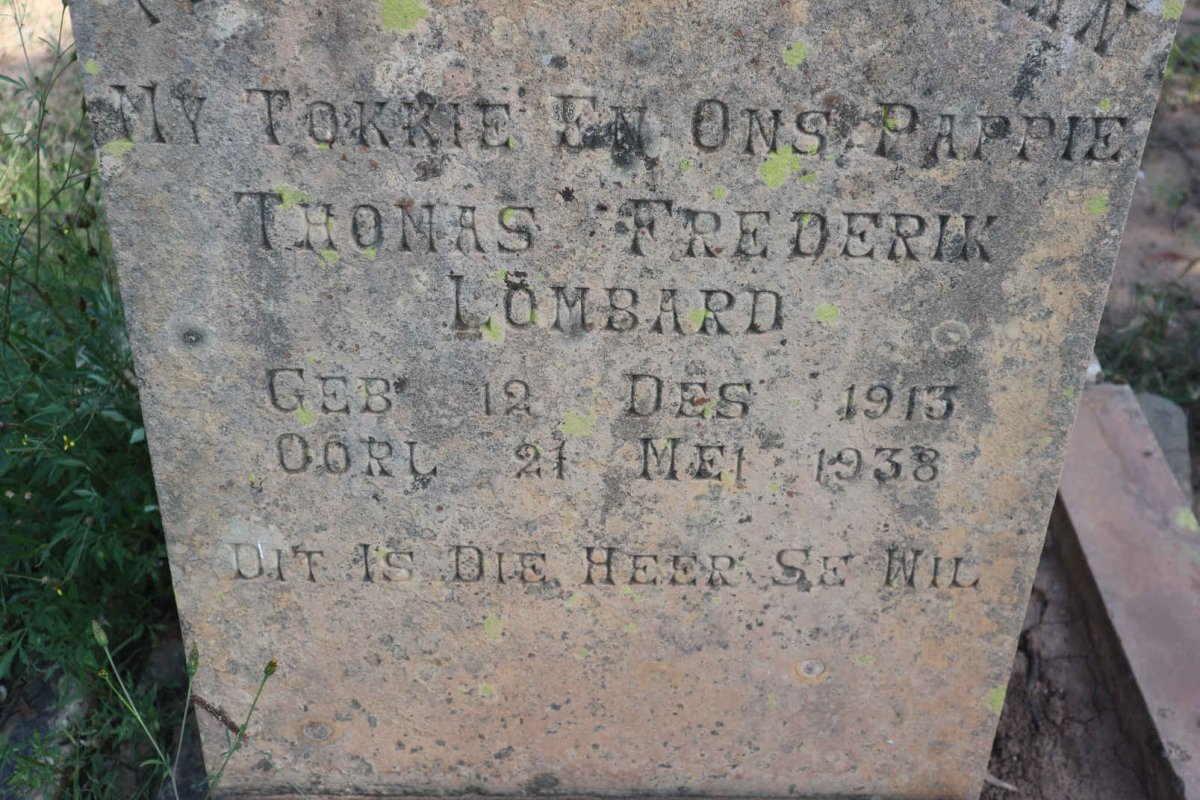 My Tokkie En Ons Pappie
Thomas Frederik
Lombard
Geb 12 Des 1913
Oorl 21 Mei 1938
Dit Is Die Heer Se Wil